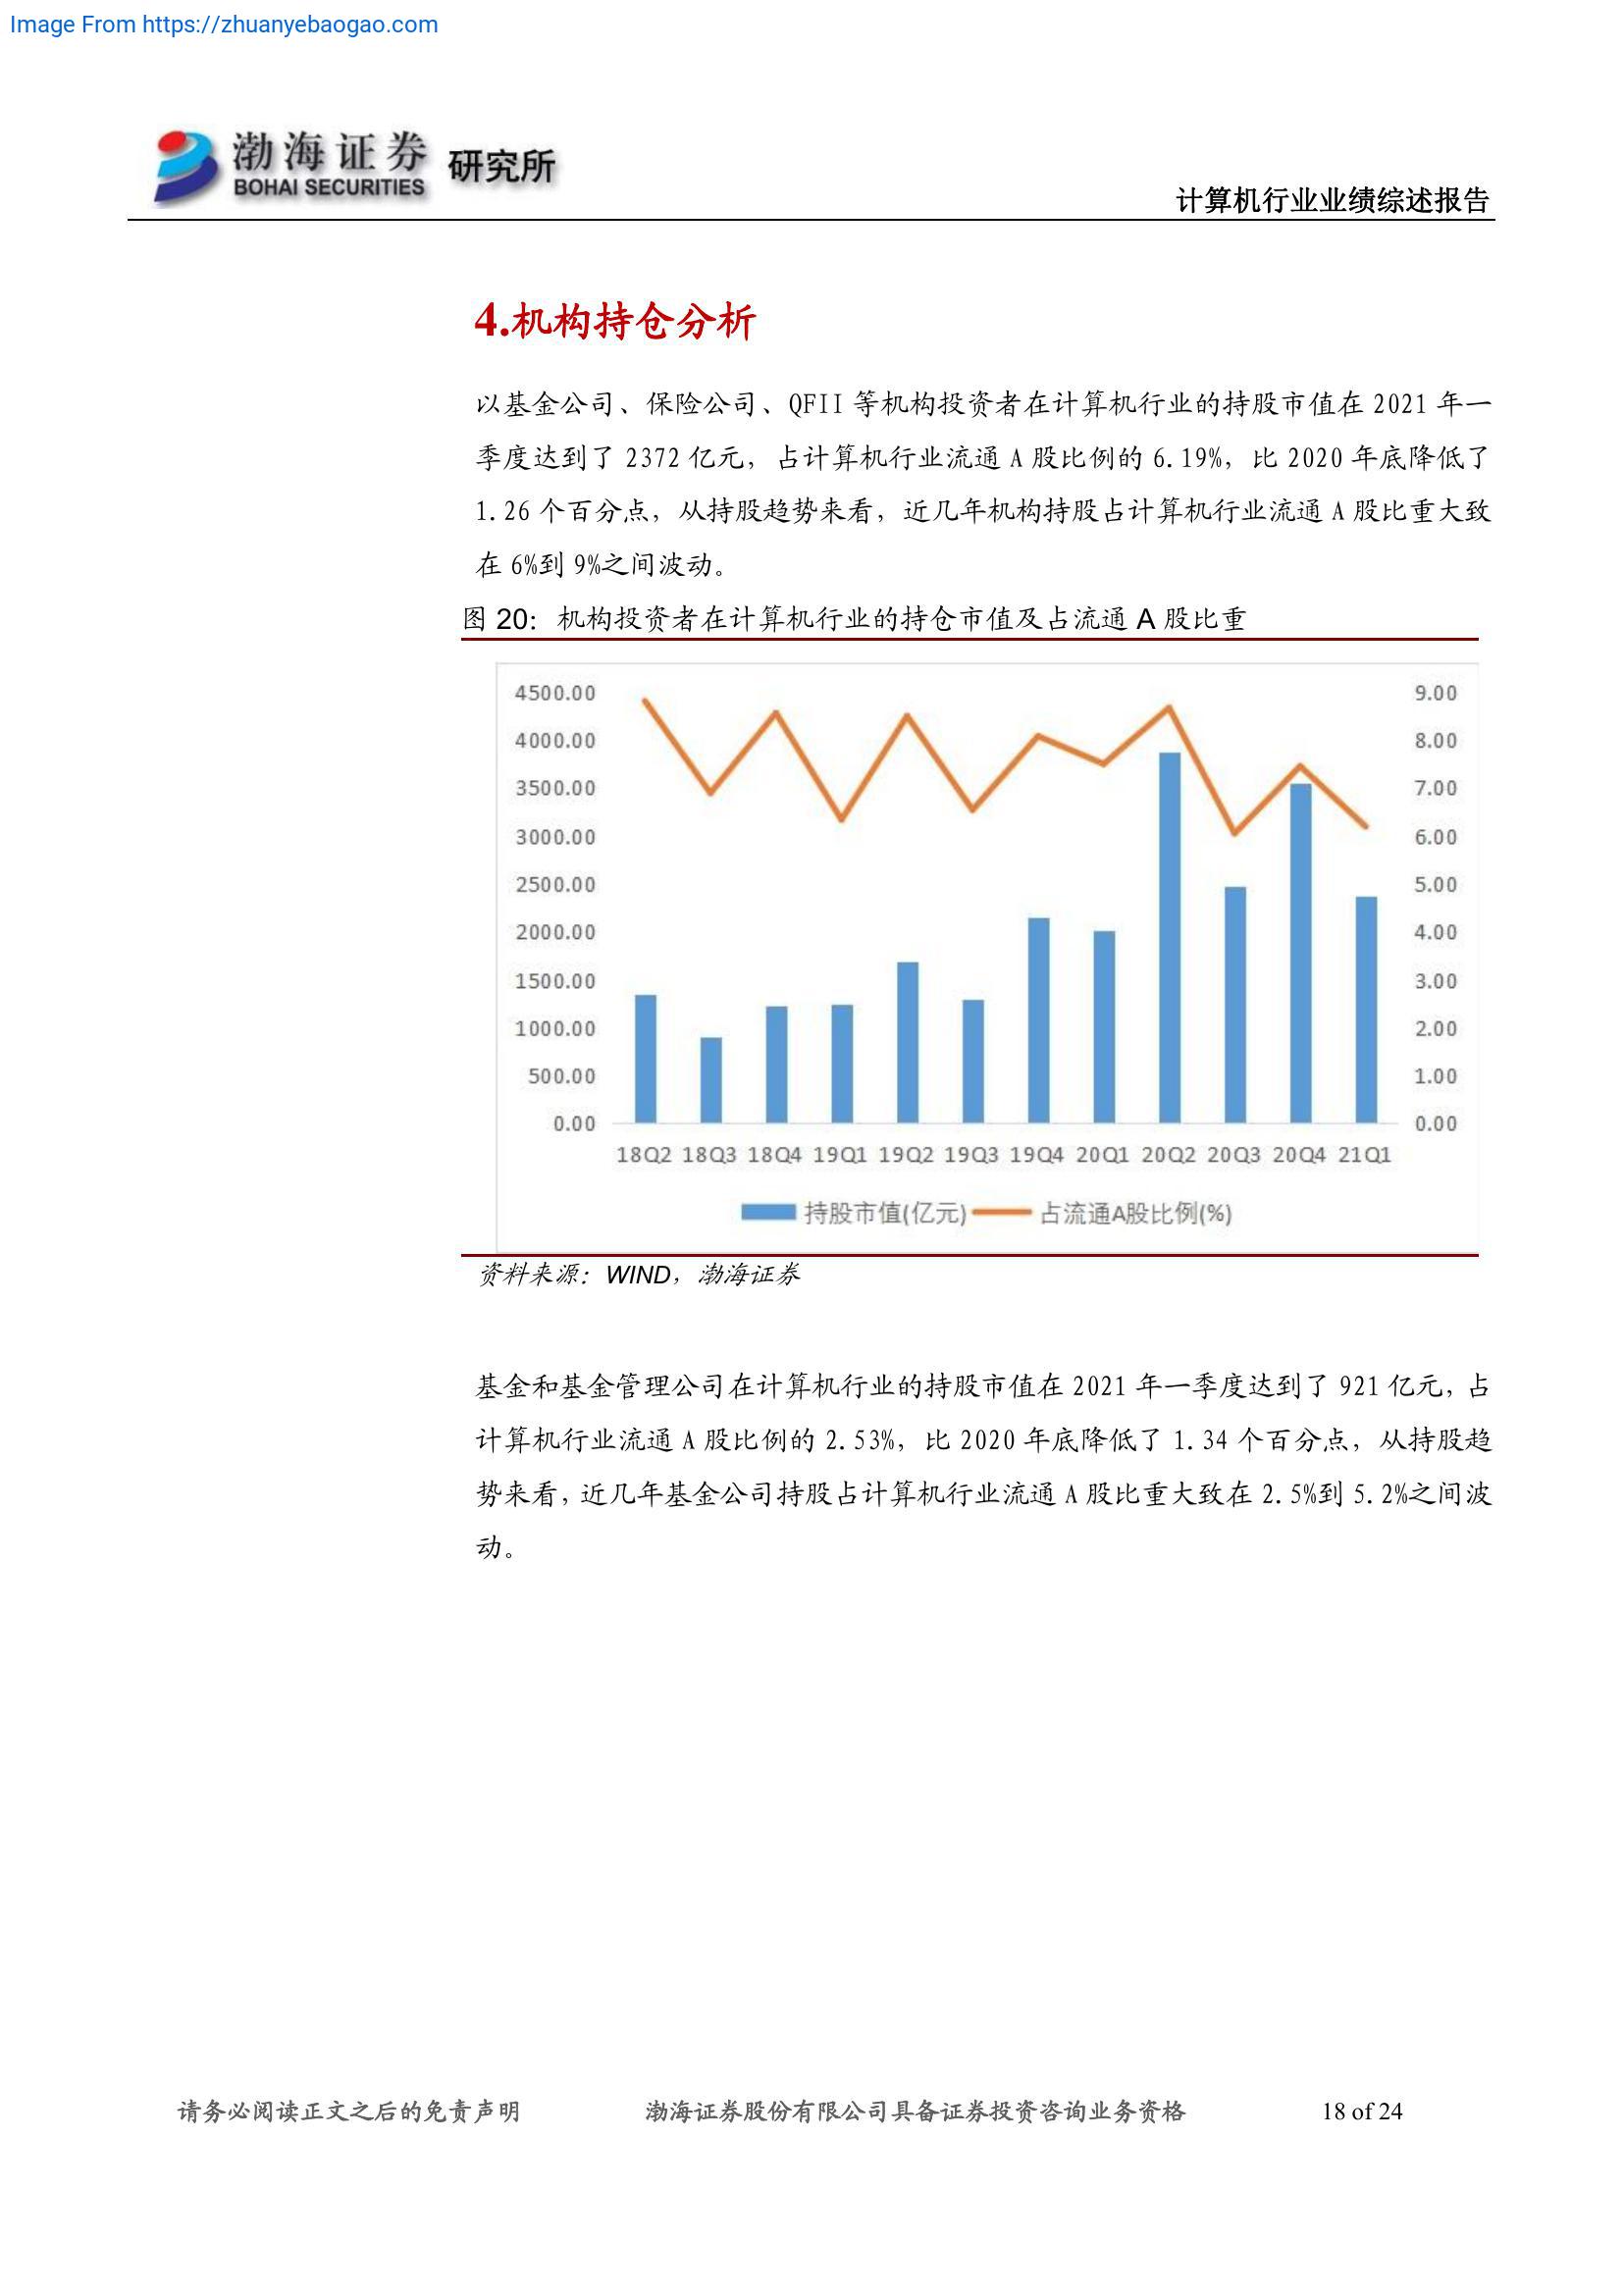 Image From https://zhuanyebaogao.com
渤海证券 研究所
BOHAI SECURITIES
计算机行业业绩综述报告
4.机构持仓分析
以基金公司、保险公司、QFII 等机构投资者在计算机行业的持股市值在 2021 年一
季度达到了 2372 亿元，占计算机行业流通 A 股比例的 6.19%，比 2020 年底降低了
1.26 个百分点，从持股趋势来看，近几年机构持股占计算机行业流通 A 股比重大致
在 6%到 9%之间波动。
图 20：机构投资者在计算机行业的持仓市值及占流通 A 股比重
4500.00 9.00
4000.00 8.00
3500.00 7.00
3000.00 6.00
2500.00 5.00
2000.00 4.00
1500.00 3.00
1000.00 2.00
500.00 1.00
0.00 0.00
18Q2 18Q3 18Q4 19Q1 19Q2 19Q3 19Q4 20Q1 20Q2 20Q3 20Q4 21Q1
持股市值(亿元) 占流通A股比例(%)
资料来源：WIND，渤海证券
基金和基金管理公司在计算机行业的持股市值在 2021 年一季度达到了 921 亿元，占
计算机行业流通 A 股比例的 2.53%，比 2020 年底降低了 1.34 个百分点，从持股趋
势来看，近几年基金公司持股占计算机行业流通 A 股比重大致在 2.5%到 5.2%之间波
动。
请务必阅读正文之后的免责声明 渤海证券股份有限公司具备证券投资咨询业务资格 18 of 24